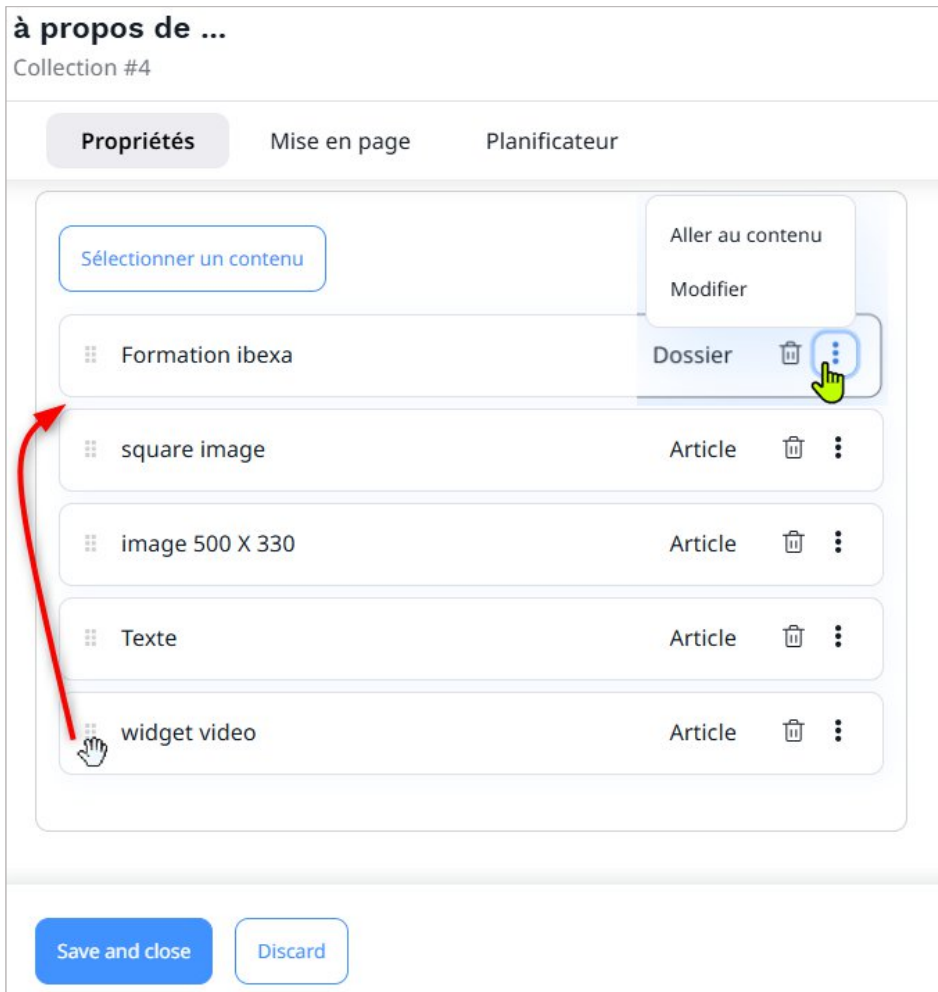 à propos de ...
Collection #4
Propriétés Mise en page Planificateur
Sélectionner un contenu
Aller au contenu
Modifier
Formation ibexa Dossier
square image Article
image 500 X 330 Article
Texte Article
widget video Article
Save and close Discard